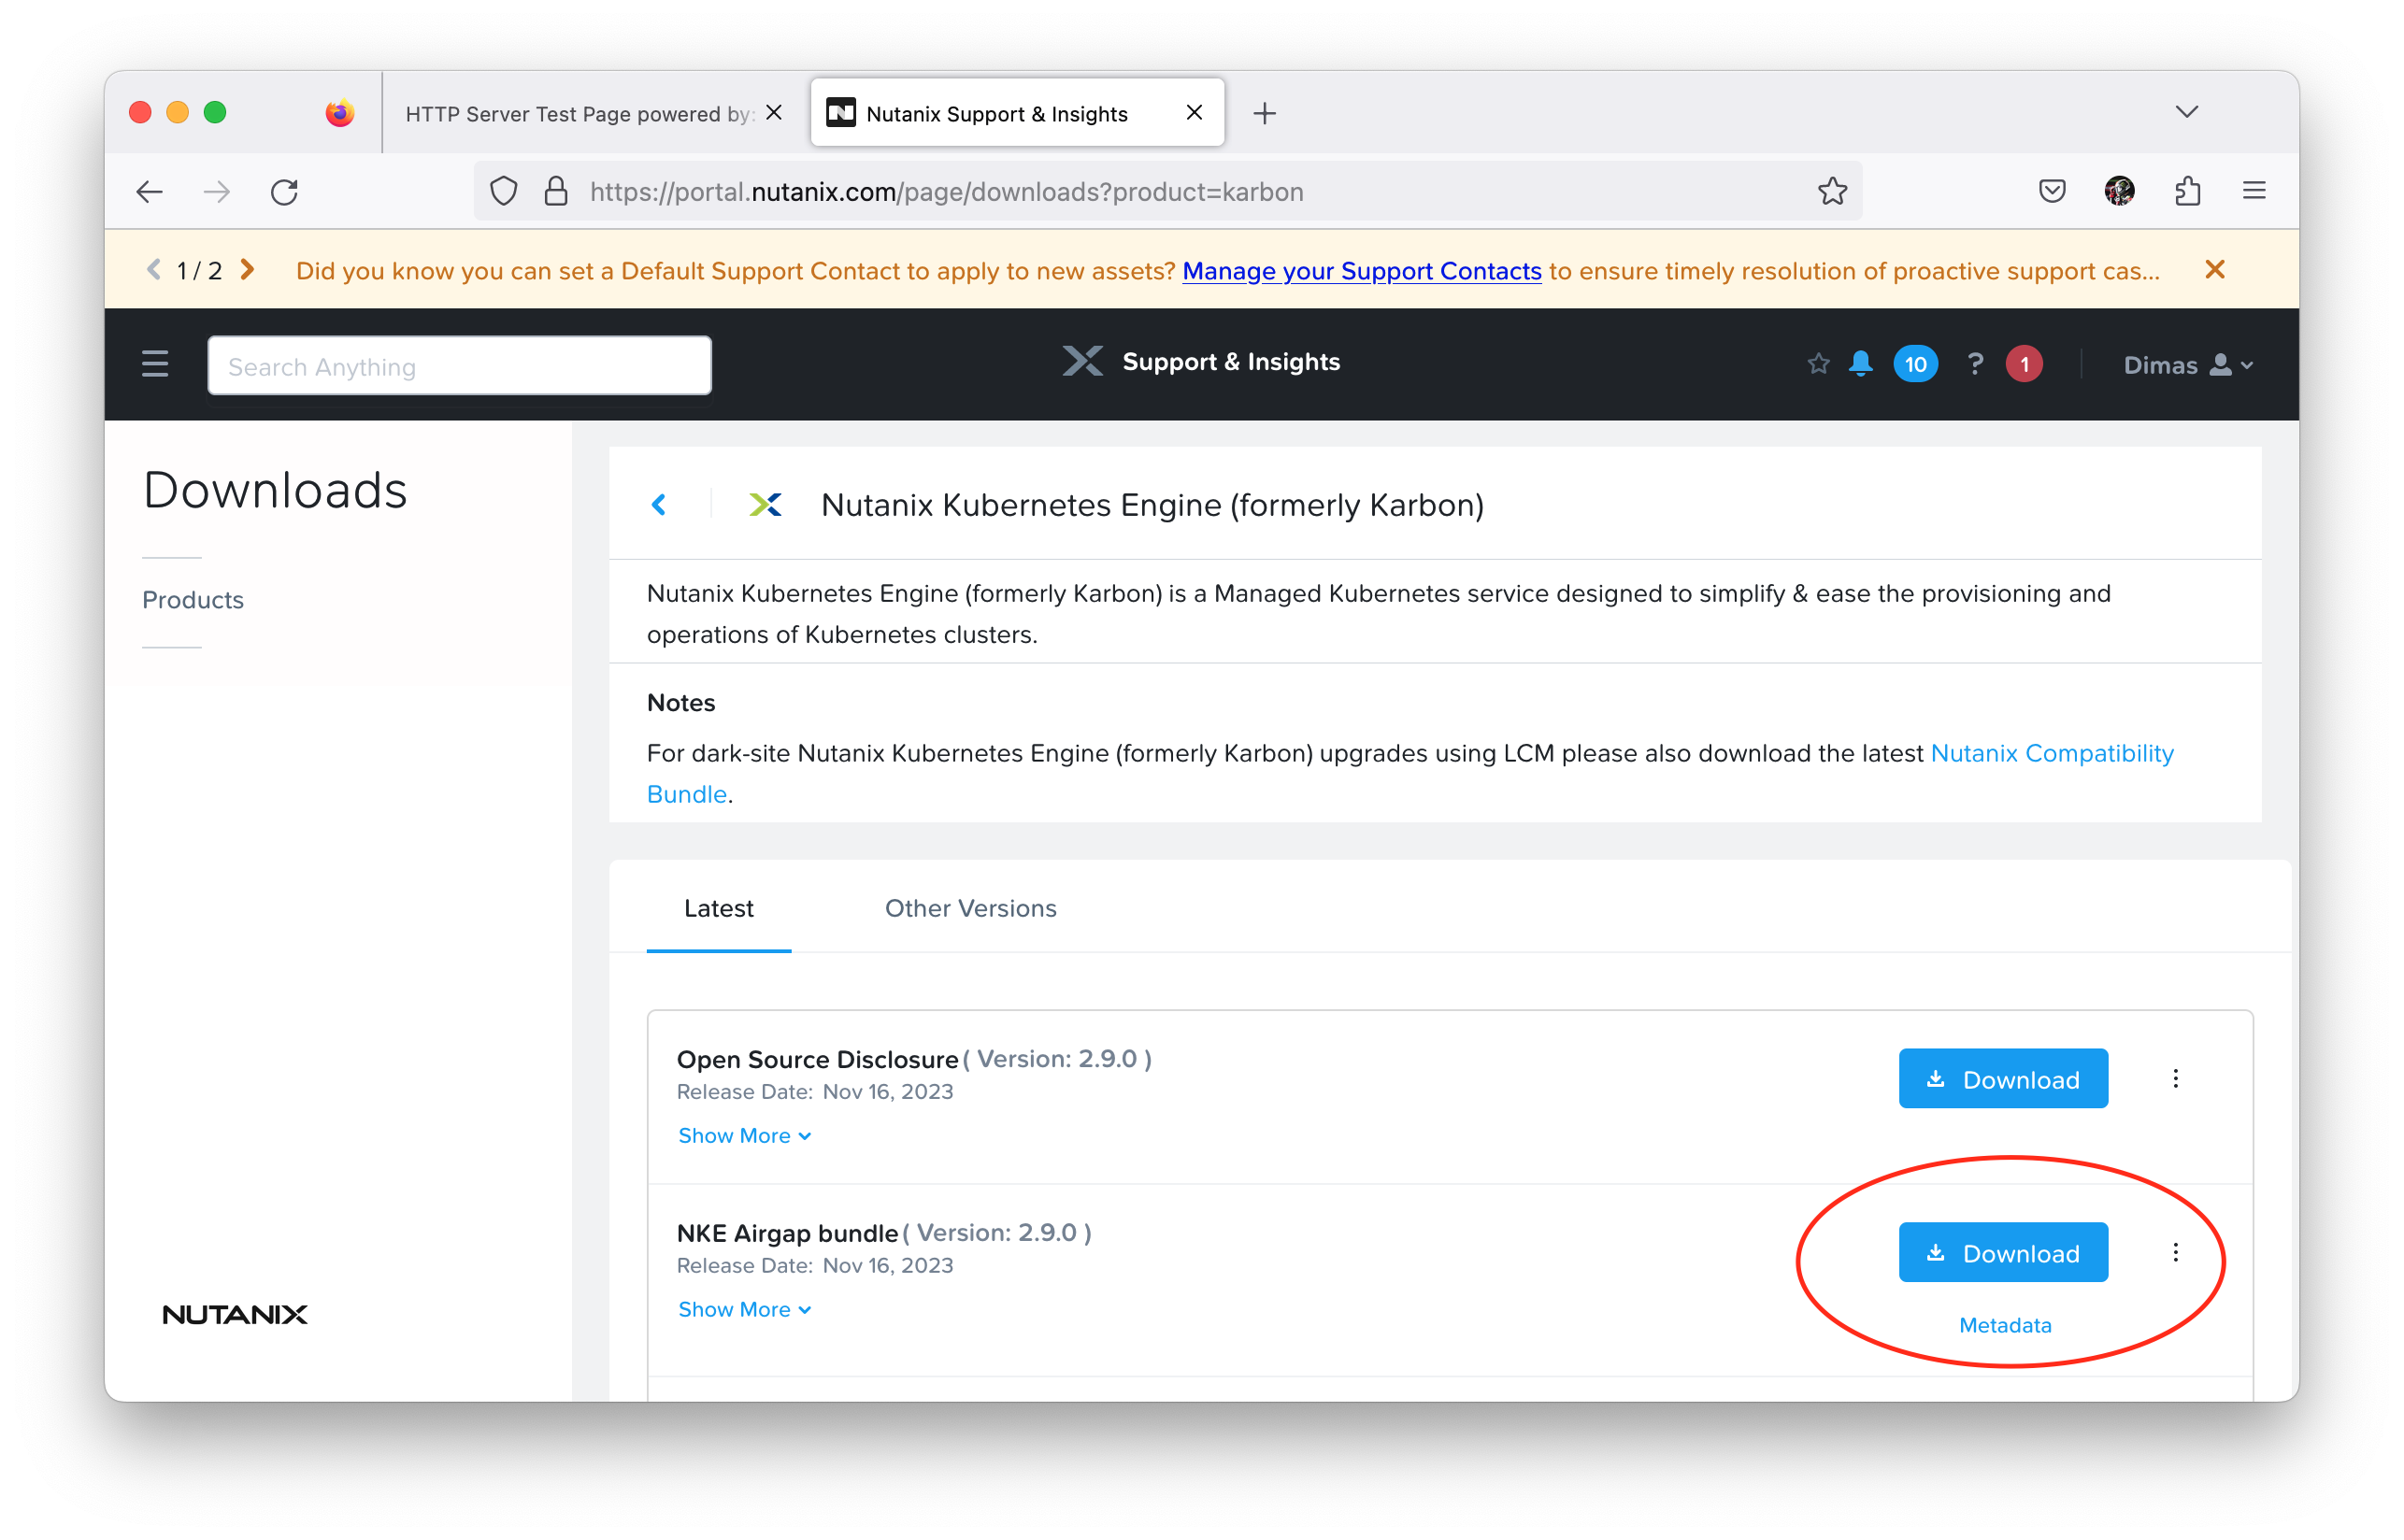 HTTP Server Test Page powered by:
Nutanix Support & Insights
https://portal.nutanix.com/page/downloads?product=karbon
1 / 2
Did you know you can set a Default Support Contact to apply to new assets? Manage your Support Contacts to ensure timely resolution of proactive support cas...
Search Anything
Support & Insights
10
?
1
Dimas
Downloads
Products
NUTANIX
Nutanix Kubernetes Engine (formerly Karbon)
Nutanix Kubernetes Engine (formerly Karbon) is a Managed Kubernetes service designed to simplify & ease the provisioning and
operations of Kubernetes clusters.
Notes
For dark-site Nutanix Kubernetes Engine (formerly Karbon) upgrades using LCM please also download the latest Nutanix Compatibility
Bundle.
Latest
Other Versions
Open Source Disclosure ( Version: 2.9.0 )
Release Date: Nov 16, 2023
Show More
Download
NKE Airgap bundle ( Version: 2.9.0 )
Release Date: Nov 16, 2023
Show More
Download
Metadata